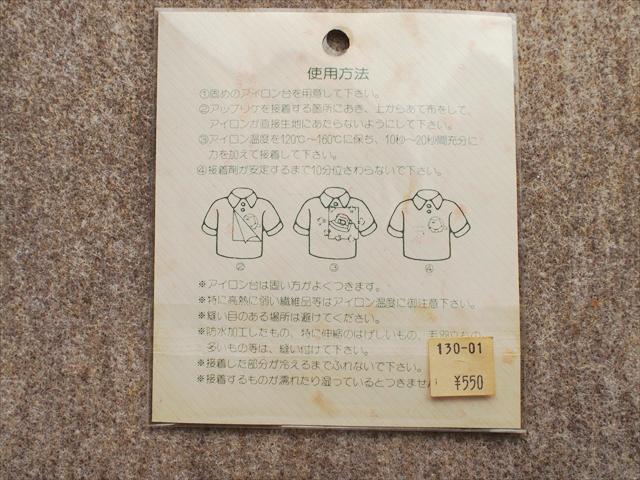 使用方法
①固めのアイロン台を用意して下さい。
②アップリケを接着する箇所におき、上からあて布をして、
アイロンが直接生地にあたらないようにして下さい。
③アイロン温度を120℃〜160℃に保ち、10秒〜20秒間充分に
力を加えて接着して下さい。
④接着剤が安定するまで10分位さわらないで下さい。
② ③ ④
※アイロン台は固い方がよくつきます。
※特に高熱に弱い繊維品等はアイロン温度に御注意下さい。
※縫い目のある場所は避けてください。
※防水加工したもの、特に伸縮のはげしいもの、毛羽立ちの
多いもの等は、縫い付けて下さい。
※接着した部分が冷えるまでふれないで下さい。
※接着するものが濡れたり湿っているとつきません
130-01
¥550